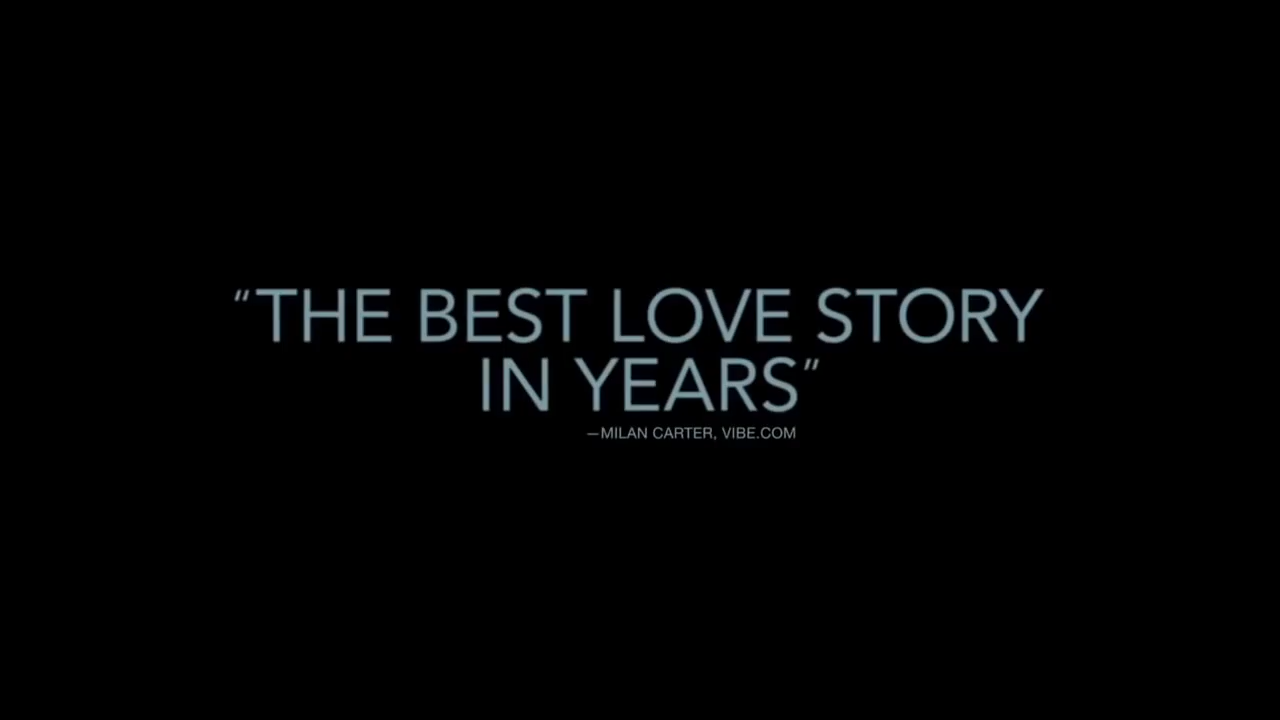 “THE BEST LOVE STORY
IN YEARS”
—MILAN CARTER, VIBE.COM